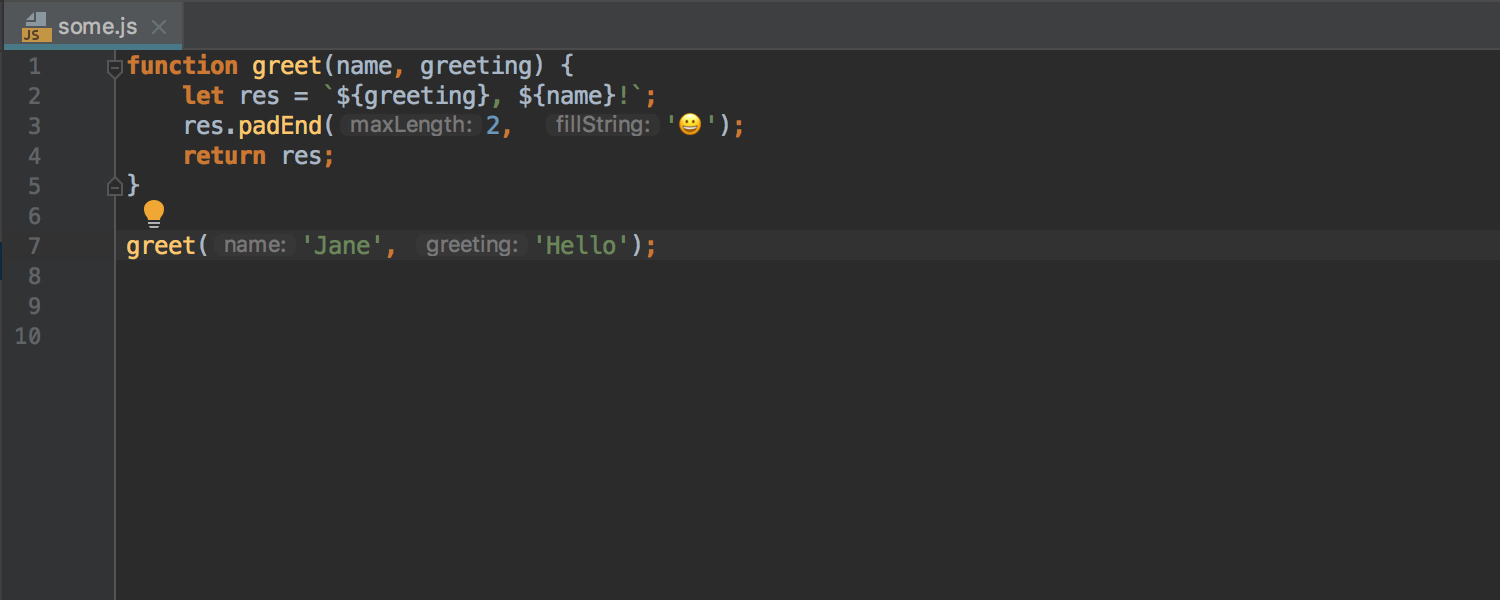 JS some.js
1 function greet(name, greeting) {
2 let res = `${greeting}, ${name}!`;
3 res.padEnd( maxLength: 2, fillString: '😀');
4 return res;
5 }
6
7 greet( name: 'Jane', greeting: 'Hello');
8
9
10